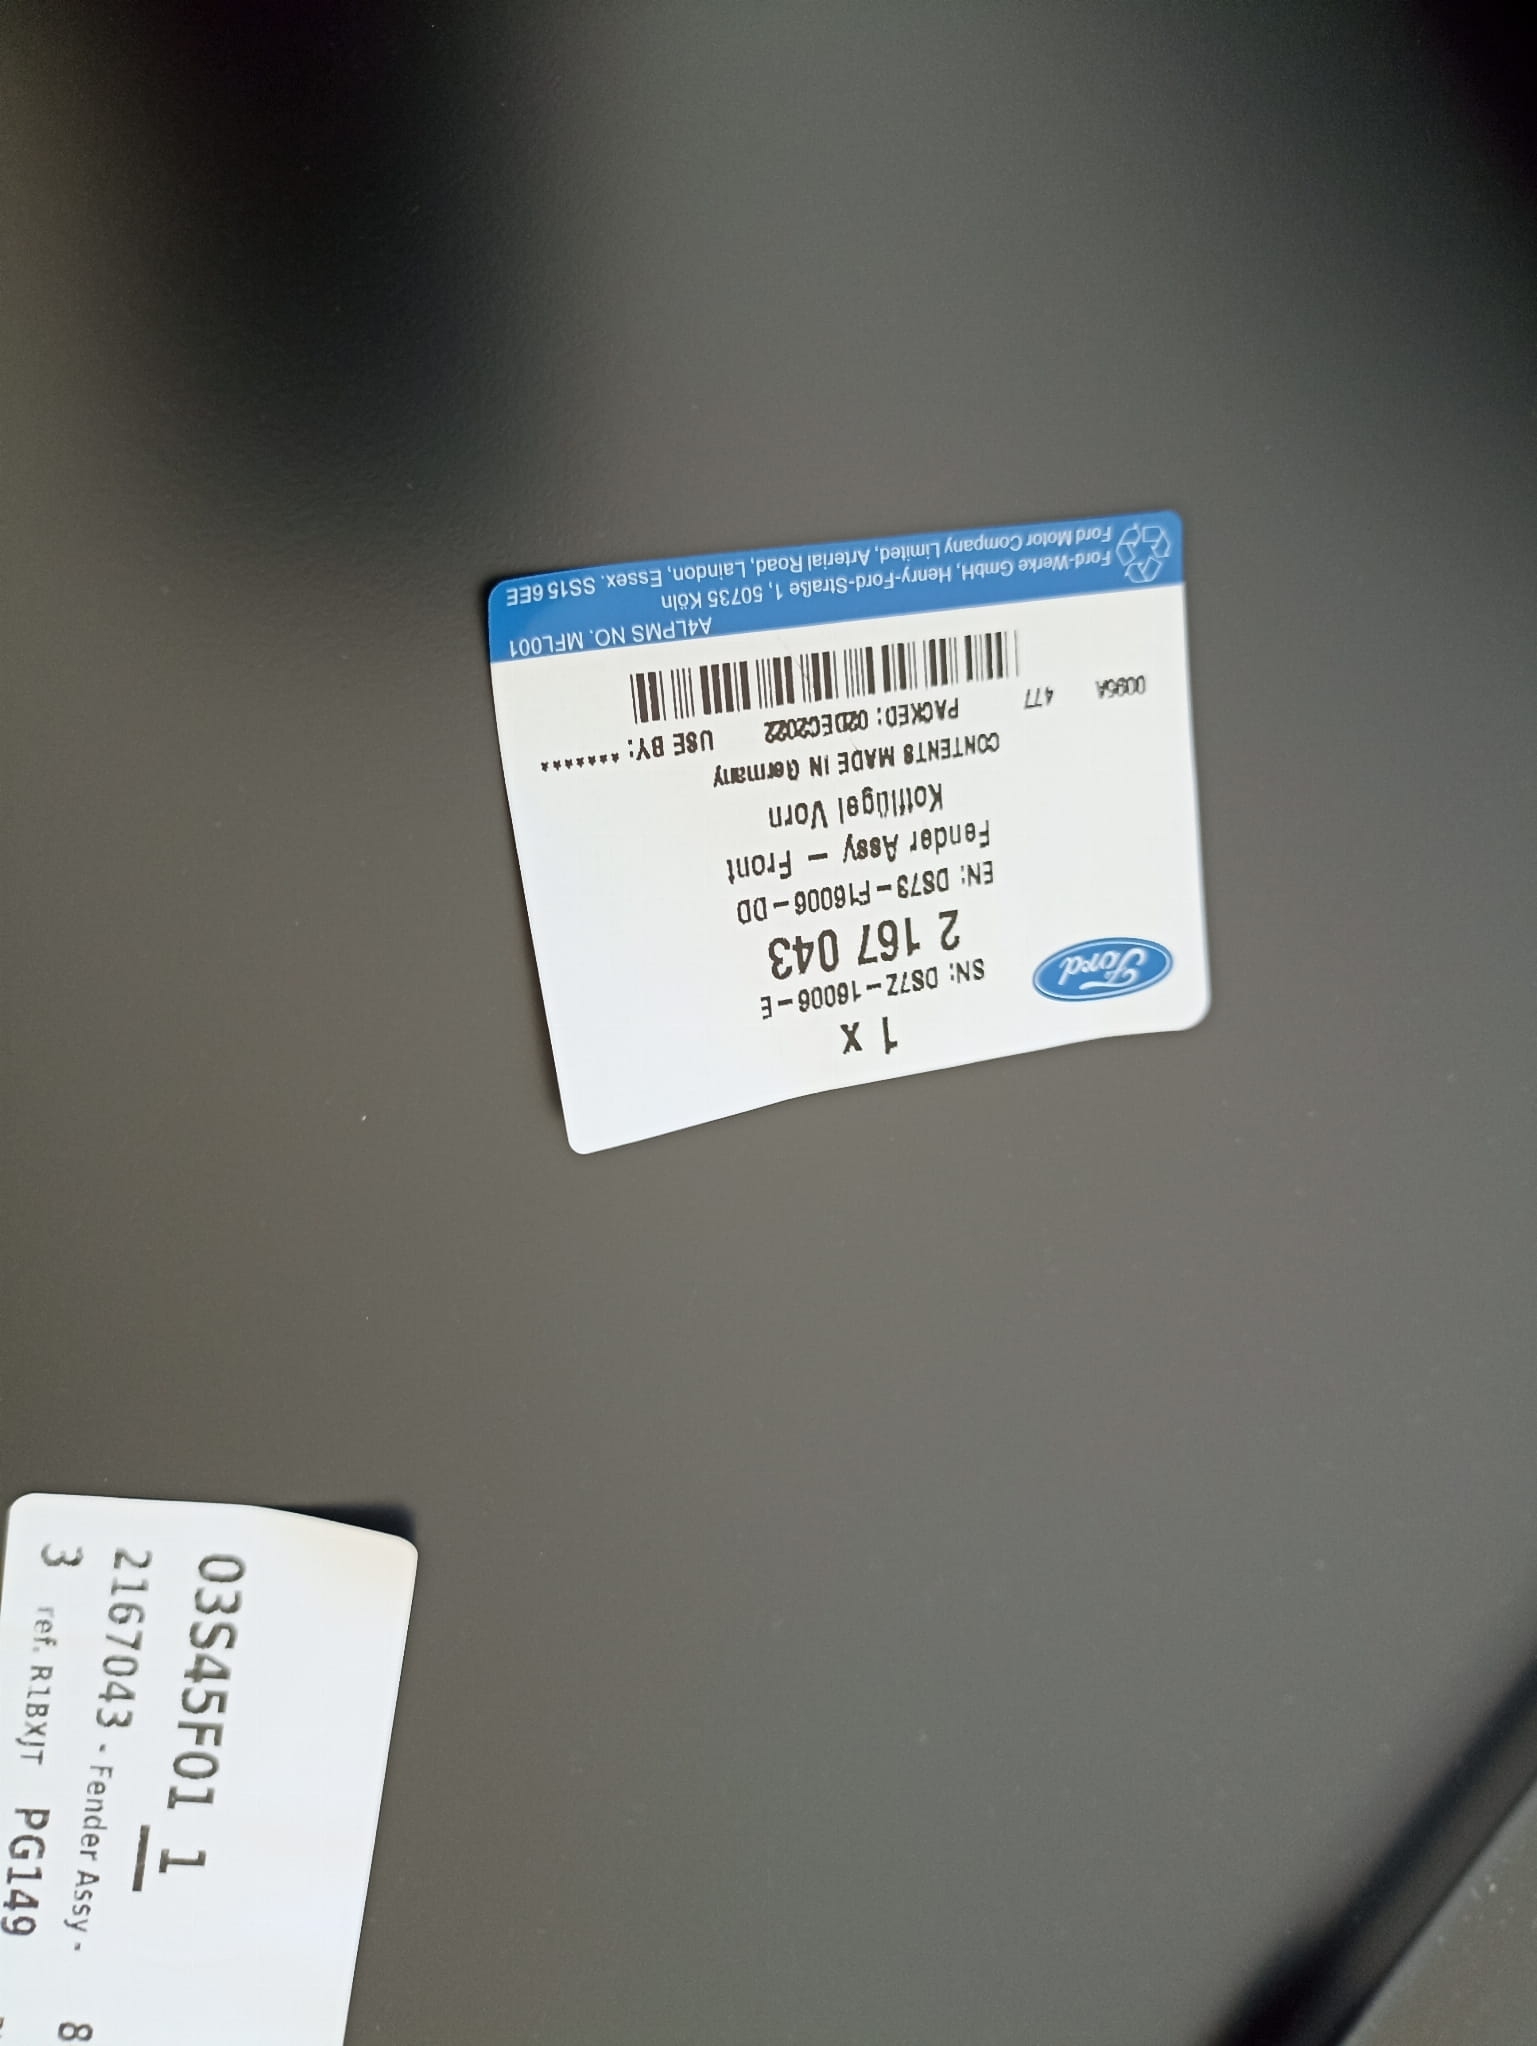 1 x
SN: DS7Z-16006-E
Ford
2 167 043
EN: DS73-F16006-DD
Fender Assy - Front
Kotflügel Vorn
CONTENTS MADE IN Germany
PACKED: 02DEC2022 USE BY: *******
0095A 477
A4LPMS NO. MFL001
Ford-Werke GmbH, Henry-Ford-Straße 1, 50735 Köln
Ford Motor Company Limited, Arterial Road, Laindon, Essex. SS15 6EE
03S45F01 1
2167043 - Fender Assy -
3 ref. R1BXJT PG149
8